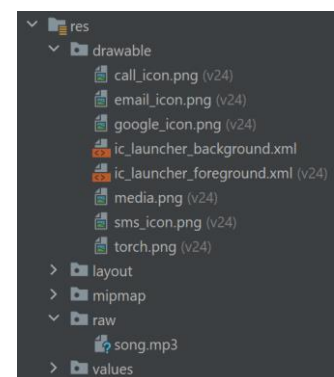 res
drawable
call_icon.png (v24)
email_icon.png (v24)
google_icon.png (v24)
ic_launcher_background.xml
ic_launcher_foreground.xml (v24)
media.png (v24)
sms_icon.png (v24)
torch.png (v24)
layout
mipmap
raw
song.mp3
values